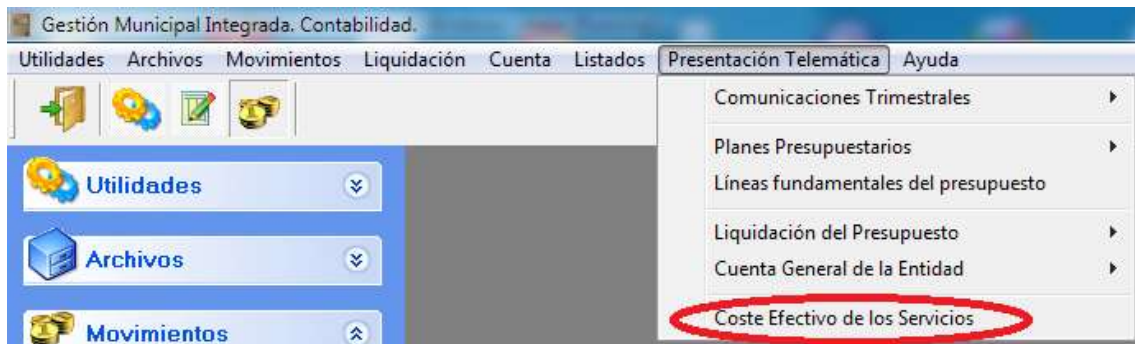 Gestión Municipal Integrada. Contabilidad.
Utilidades Archivos Movimientos Liquidación Cuenta Listados Presentación Telemática Ayuda
Comunicaciones Trimestrales
Planes Presupuestarios
Líneas fundamentales del presupuesto
Liquidación del Presupuesto
Cuenta General de la Entidad
Coste Efectivo de los Servicios
Utilidades
Archivos
Movimientos